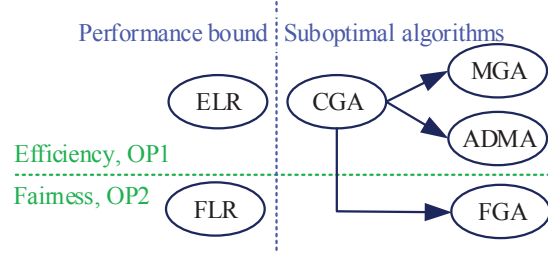 Performance bound Suboptimal algorithms
MGA
ELR CGA
ADMA
Efficiency, OP1
Fairness, OP2
FLR FGA